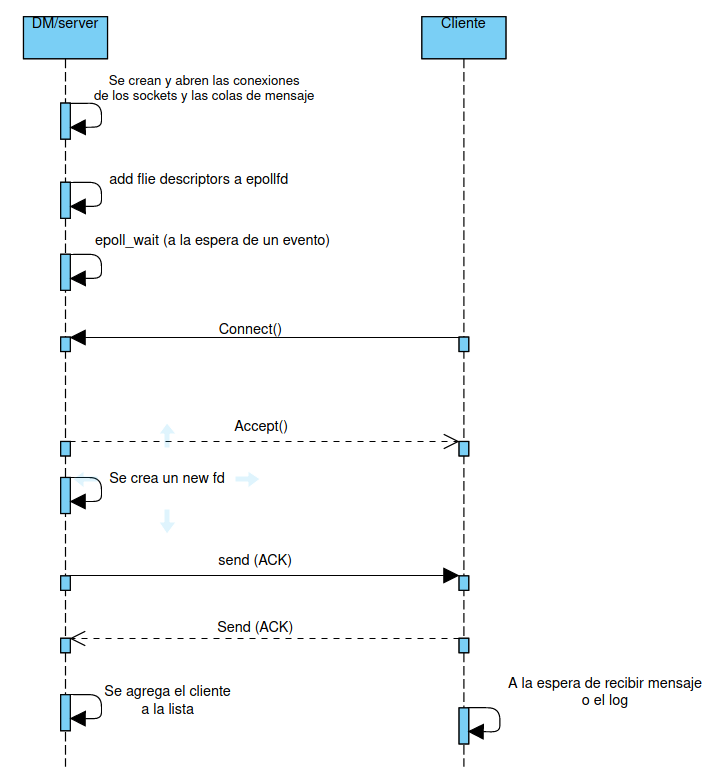 DM/server
Cliente
Se crean y abren las conexiones
de los sockets y las colas de mensaje
add flie descriptors a epollfd
epoll_wait (a la espera de un evento)
Connect()
Accept()
Se crea un new fd
send (ACK)
Send (ACK)
Se agrega el cliente
a la lista
A la espera de recibir mensaje
o el log